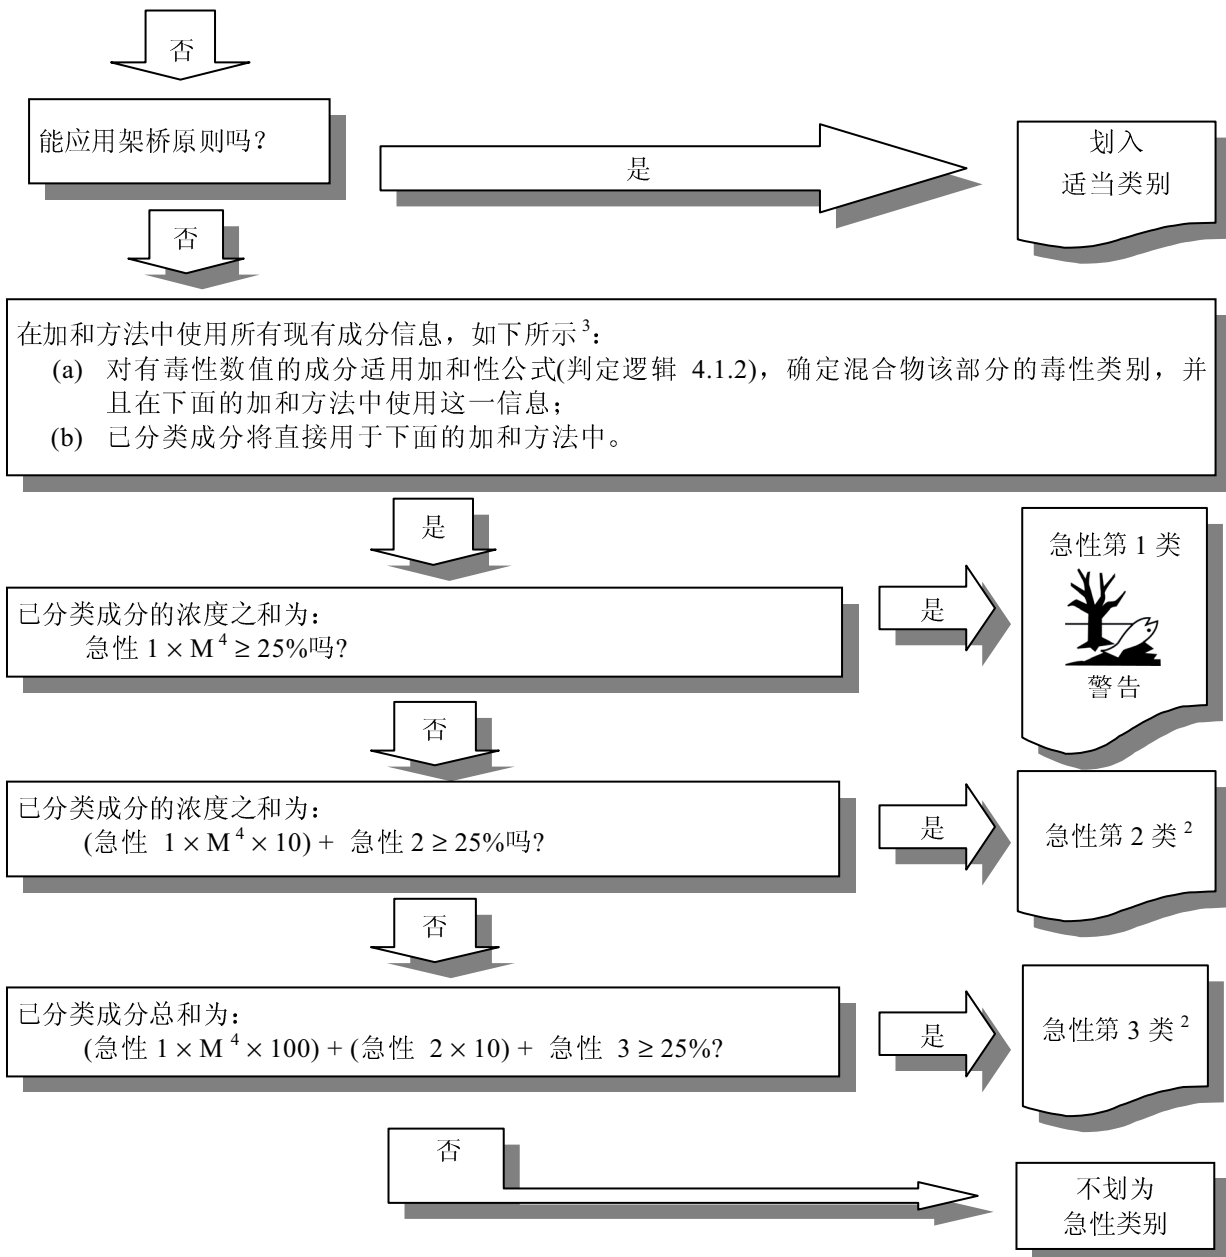 否
能应用架桥原则吗？
是
划入
适当类别
否
在加和方法中使用所有现有成分信息，如下所示³：
(a) 对有毒性数值的成分适用加和性公式(判定逻辑 4.1.2)，确定混合物该部分的毒性类别，并
且在下面的加和方法中使用这一信息；
(b) 已分类成分将直接用于下面的加和方法中。
是
已分类成分的浓度之和为：
急性 1 × M⁴ ≥ 25%吗?
是
急性第 1 类
警告
否
已分类成分的浓度之和为：
(急性 1 × M⁴ × 10) + 急性 2 ≥ 25%吗?
是
急性第 2 类²
否
已分类成分总和为：
(急性 1 × M⁴ × 100) + (急性 2 × 10) + 急性 3 ≥ 25%?
是
急性第 3 类²
否
不划为
急性类别